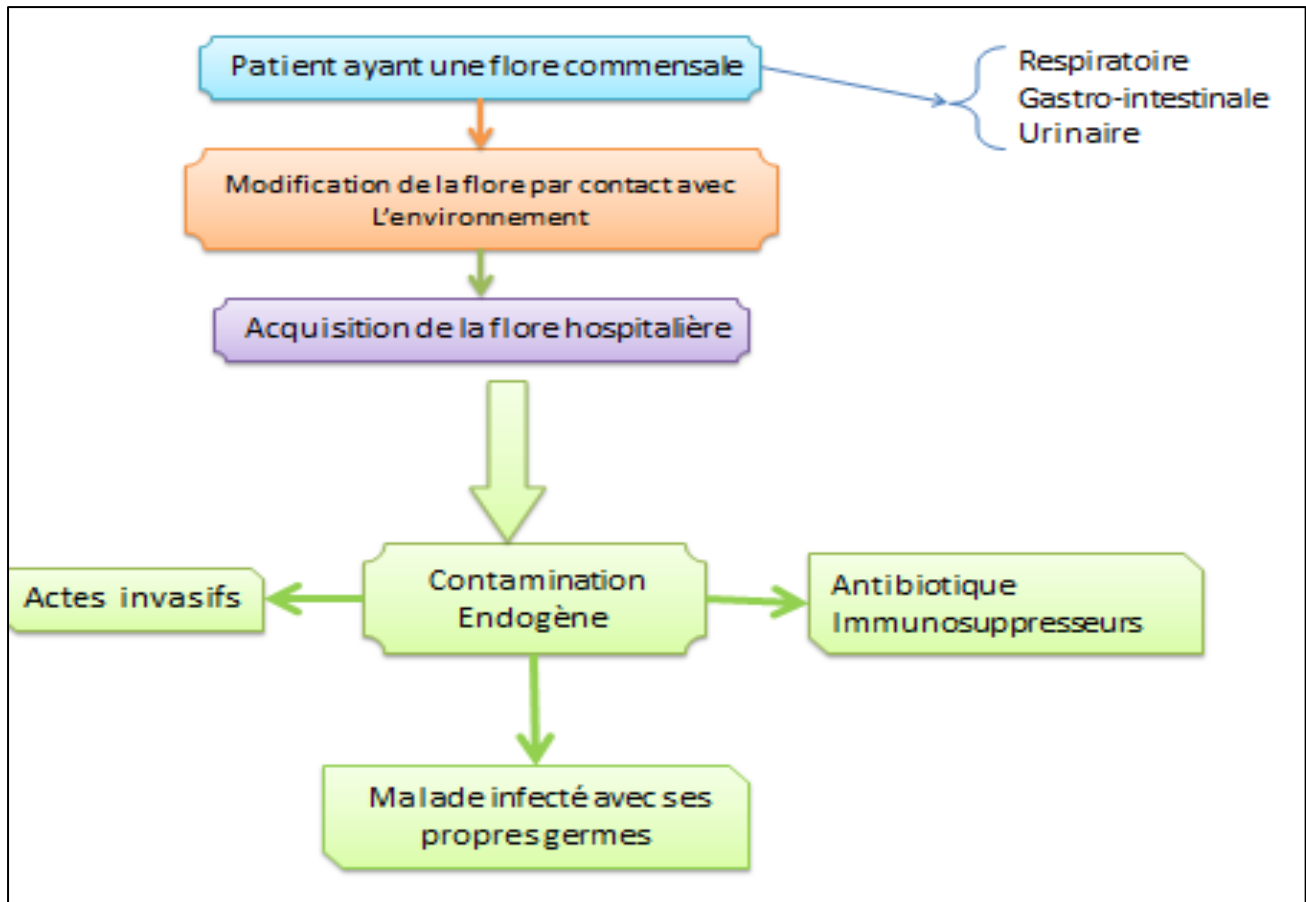 Patient ayant une flore commensale
Respiratoire
Gastro-intestinale
Urinaire
Modification de la flore par contact avec
L'environnement
Acquisition de la flore hospitalière
Contamination
Endogène
Actes invasifs
Antibiotique
Immunosuppresseurs
Malade infecté avec ses
propres germes